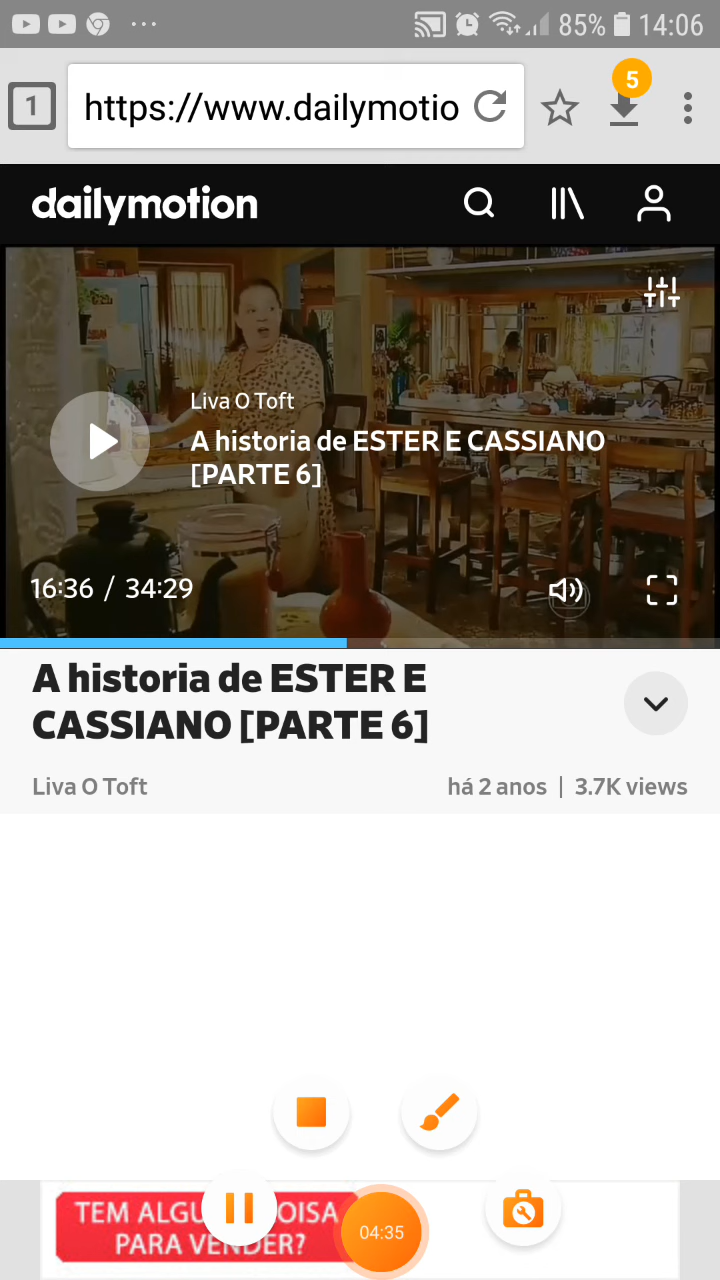 85% 14:06
1
https://www.dailymotio
5
dailymotion
Liva O Toft
A historia de ESTER E CASSIANO
[PARTE 6]
16:36 / 34:29
A historia de ESTER E
CASSIANO [PARTE 6]
Liva O Toft
há 2 anos | 3.7K views
TEM ALGU OISA
PARA VENDER?
04:35